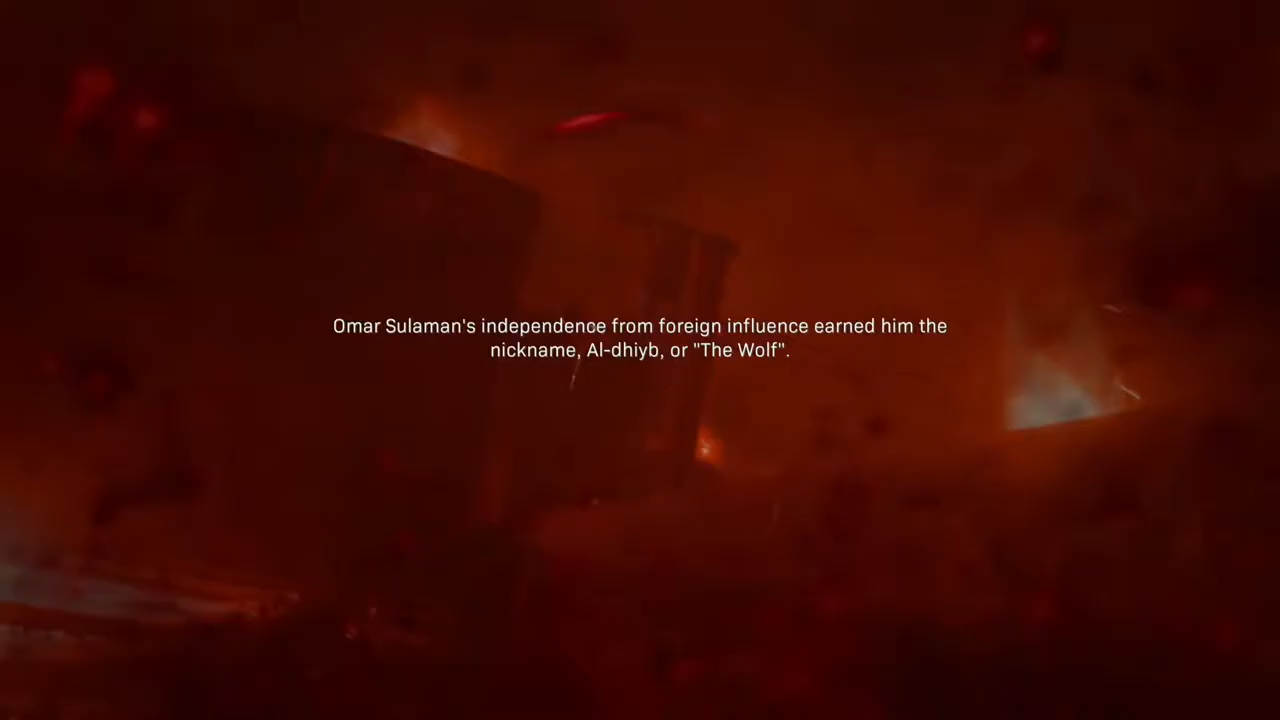 Omar Sulaman's independence from foreign influence earned him the
nickname, Al-dhiyb, or "The Wolf".